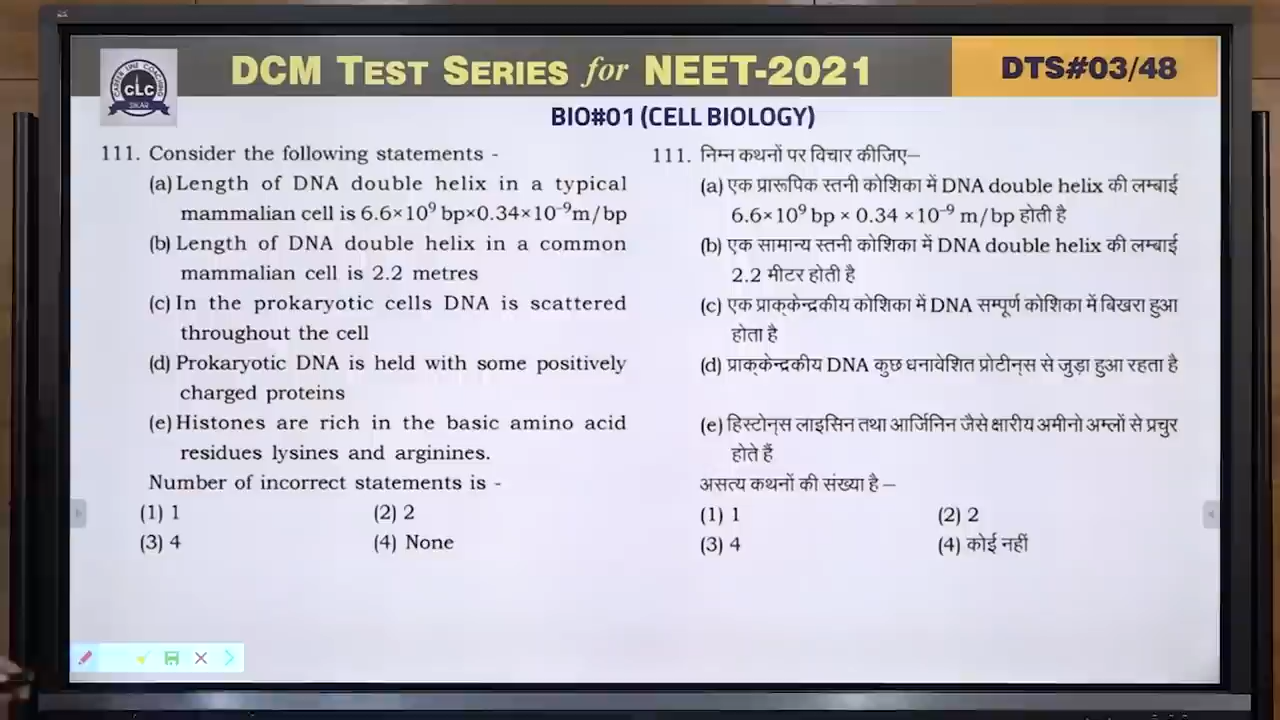 CAREER LINE COACHING
CLC
SIKAR
DCM TEST SERIES for NEET-2021
DTS#03/48
BIO#01 (CELL BIOLOGY)
111. Consider the following statements -
(a) Length of DNA double helix in a typical
mammalian cell is 6.6×10⁹ bp×0.34×10⁻⁹m/bp
(b) Length of DNA double helix in a common
mammalian cell is 2.2 metres
(c) In the prokaryotic cells DNA is scattered
throughout the cell
(d) Prokaryotic DNA is held with some positively
charged proteins
(e) Histones are rich in the basic amino acid
residues lysines and arginines.
Number of incorrect statements is -
(1) 1 (2) 2
(3) 4 (4) None
111. निम्न कथनों पर विचार कीजिए–
(a) एक प्रारूपिक स्तनी कोशिका में DNA double helix की लम्बाई
6.6×10⁹ bp × 0.34 ×10⁻⁹ m/bp होती है
(b) एक सामान्य स्तनी कोशिका में DNA double helix की लम्बाई
2.2 मीटर होती है
(c) एक प्राक्केन्द्रकीय कोशिका में DNA सम्पूर्ण कोशिका में बिखरा हुआ
होता है
(d) प्राक्केन्द्रकीय DNA कुछ धनावेशित प्रोटीन्स से जुड़ा हुआ रहता है
(e) हिस्टोन्स लाइसिन तथा आर्जिनिन जैसे क्षारीय अमीनो अम्लों से प्रचुर
होते हैं
असत्य कथनों की संख्या है –
(1) 1 (2) 2
(3) 4 (4) कोई नहीं